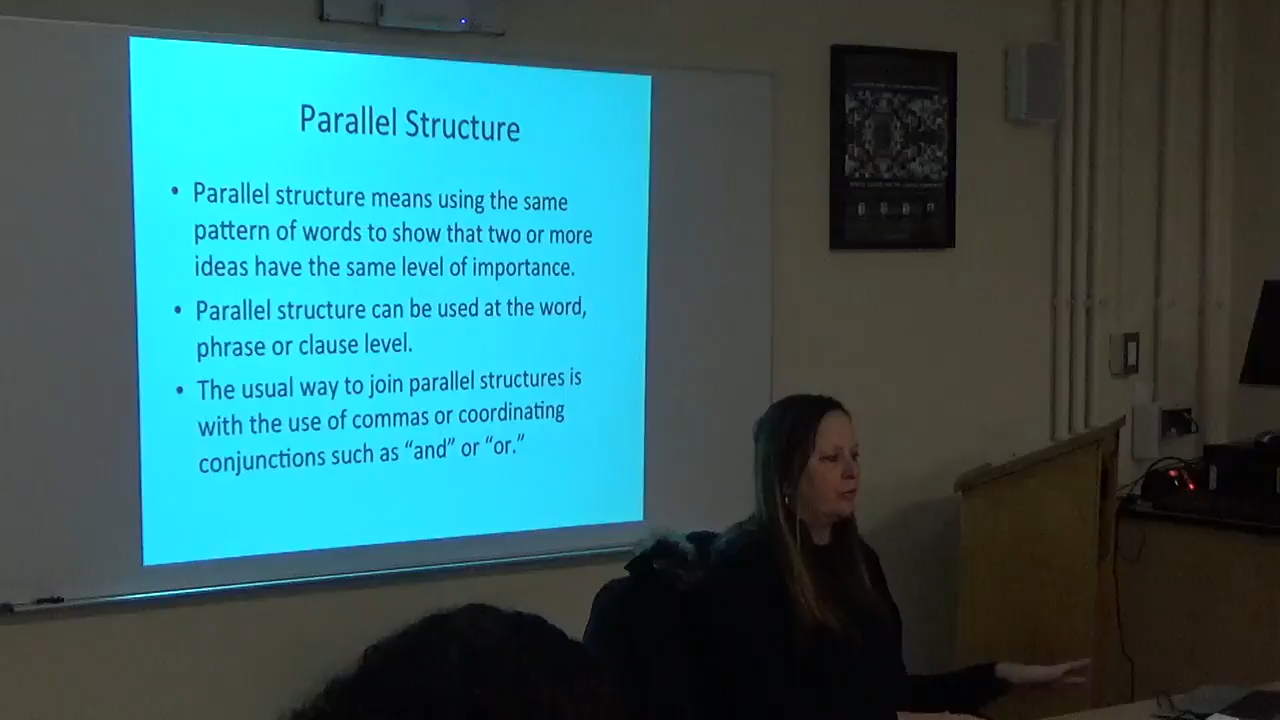 Parallel Structure
• Parallel structure means using the same
pattern of words to show that two or more
ideas have the same level of importance.
• Parallel structure can be used at the word,
phrase or clause level.
• The usual way to join parallel structures is
with the use of commas or coordinating
conjunctions such as “and” or “or.”